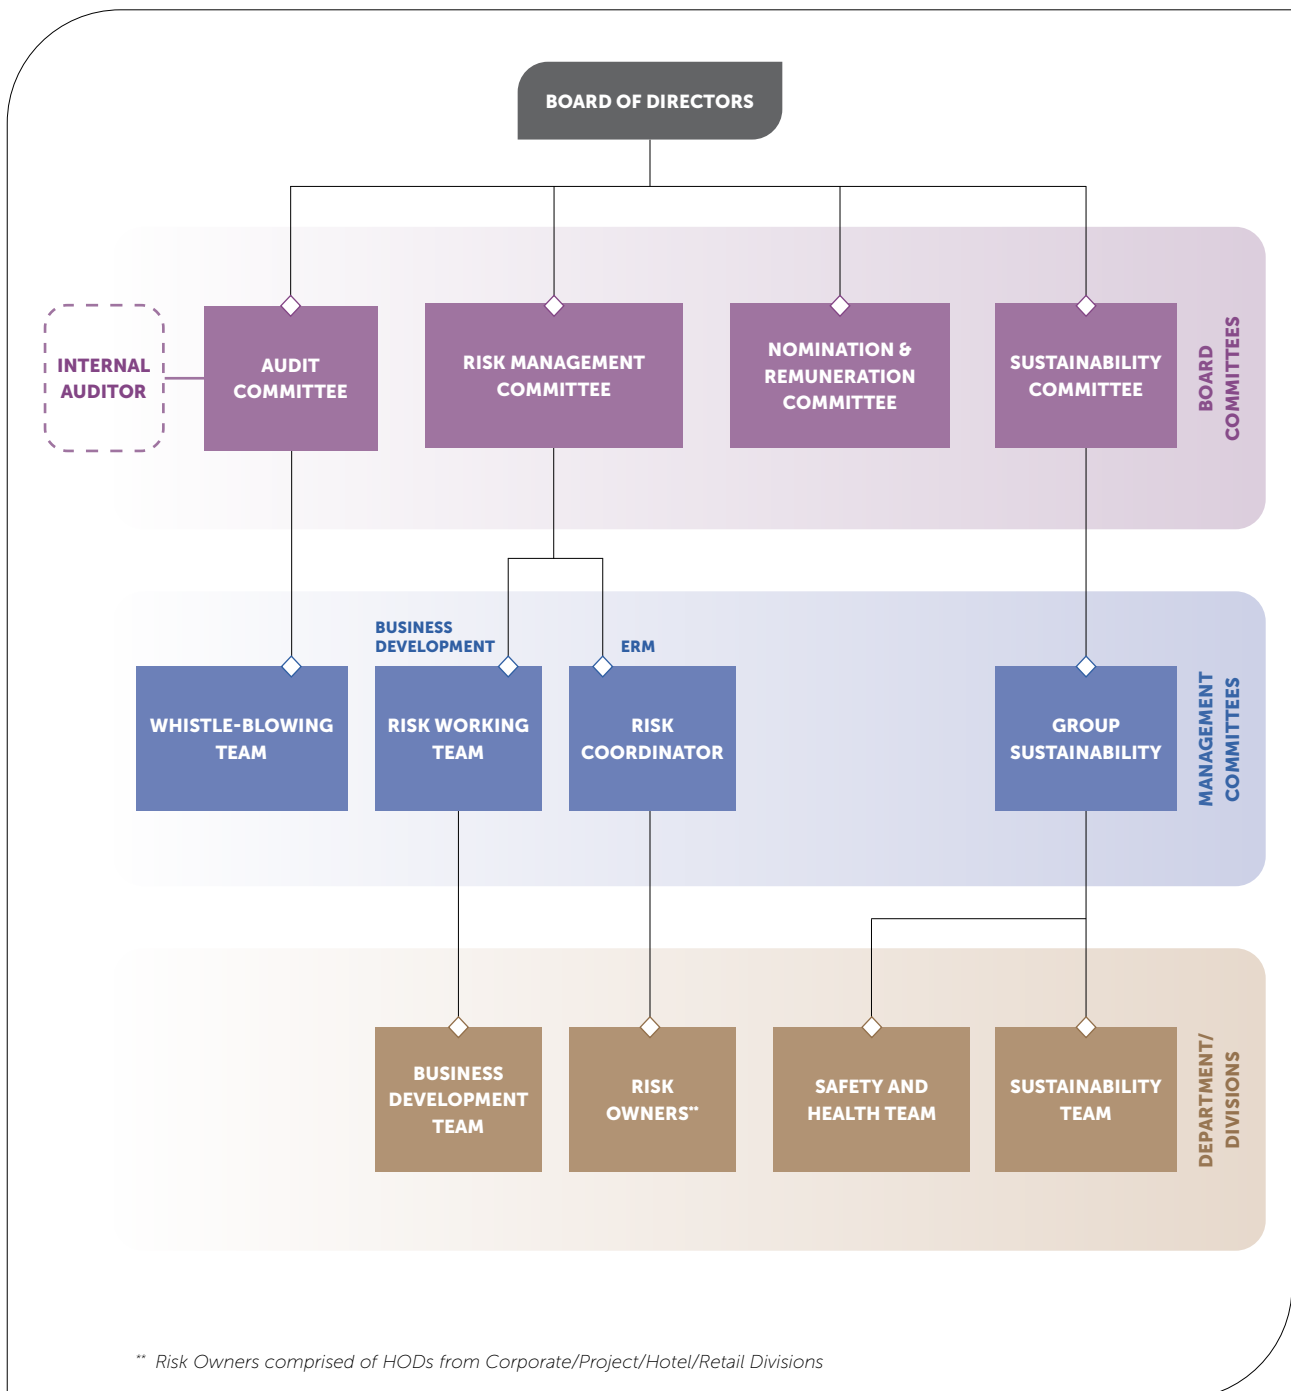 BOARD OF DIRECTORS
INTERNAL
AUDITOR
AUDIT
COMMITTEE
RISK MANAGEMENT
COMMITTEE
NOMINATION &
REMUNERATION
COMMITTEE
SUSTAINABILITY
COMMITTEE
BOARD
COMMITTEES
BUSINESS
DEVELOPMENT
ERM
WHISTLE-BLOWING
TEAM
RISK WORKING
TEAM
RISK
COORDINATOR
GROUP
SUSTAINABILITY
MANAGEMENT
COMMITTEES
BUSINESS
DEVELOPMENT
TEAM
RISK
OWNERS**
SAFETY AND
HEALTH TEAM
SUSTAINABILITY
TEAM
DEPARTMENT/
DIVISIONS
** Risk Owners comprised of HODs from Corporate/Project/Hotel/Retail Divisions